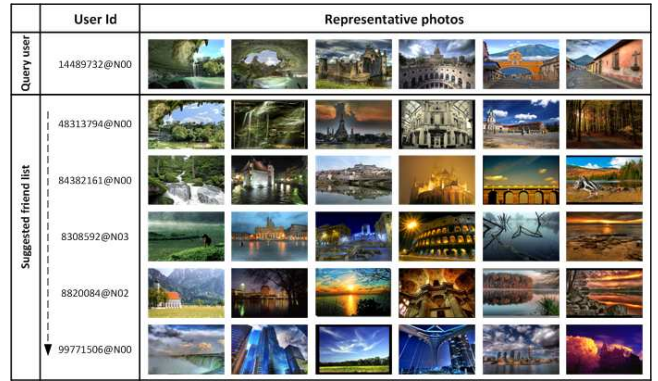 User Id Representative photos
Query user
14489732@N00
Suggested friend list
48313794@N00
84382161@N00
8308592@N03
8820084@N02
99771506@N00